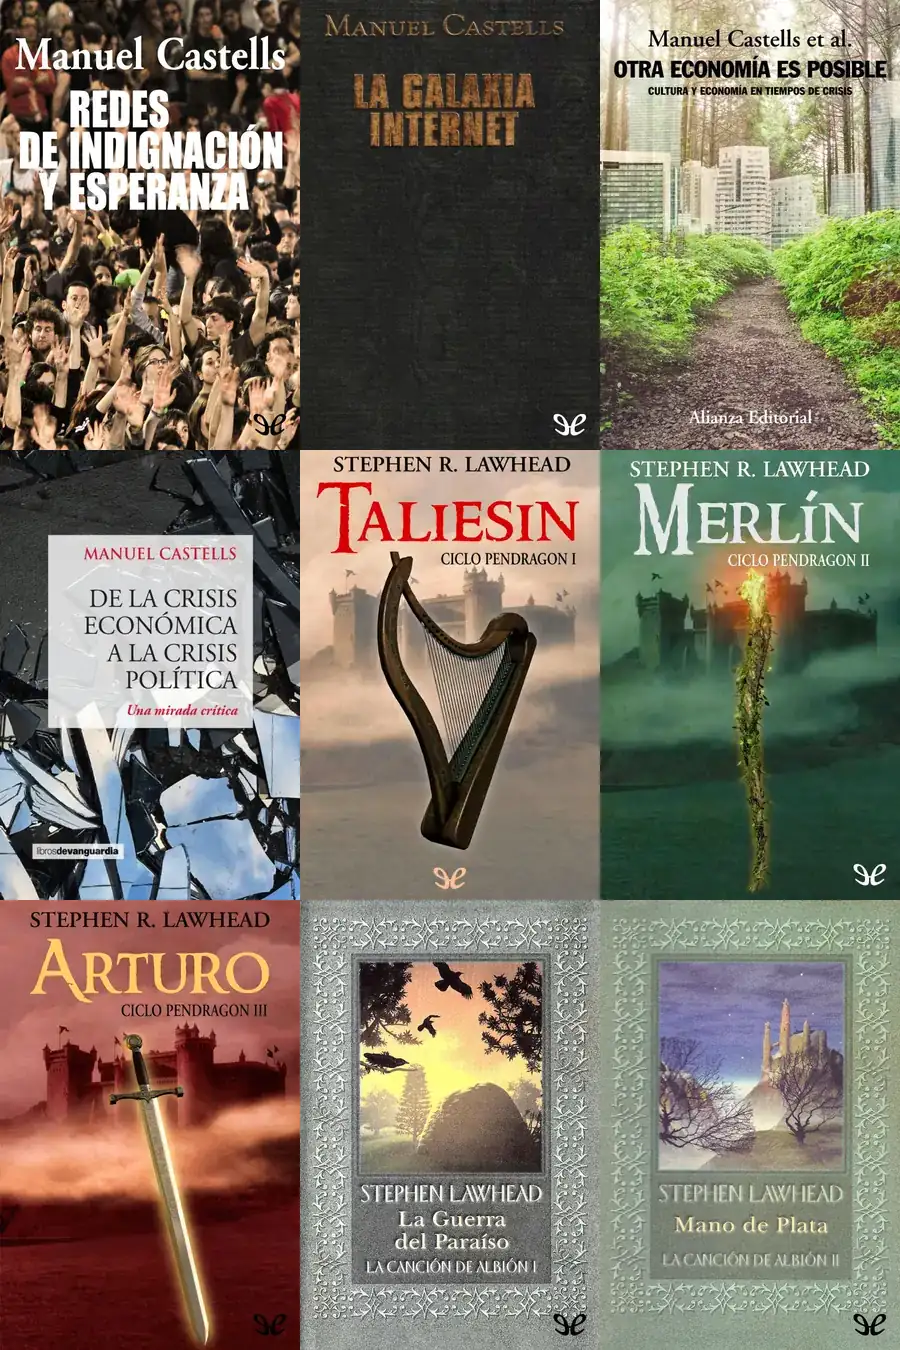 Manuel Castells
REDES
DE INDIGNACIÓN
Y ESPERANZA
MANUEL CASTELLS
LA GALAXIA
INTERNET
Manuel Castells et al.
OTRA ECONOMÍA ES POSIBLE
CULTURA Y ECONOMÍA EN TIEMPOS DE CRISIS
Alianza Editorial
MANUEL CASTELLS
DE LA CRISIS
ECONÓMICA
A LA CRISIS
POLÍTICA
Una mirada crítica
librosdevanguardia
STEPHEN R. LAWHEAD
TALIESIN
CICLO PENDRAGON I
STEPHEN R. LAWHEAD
MERLÍN
CICLO PENDRAGON II
STEPHEN R. LAWHEAD
ARTURO
CICLO PENDRAGON III
STEPHEN LAWHEAD
La Guerra
del Paraíso
LA CANCIÓN DE ALBIÓN I
STEPHEN LAWHEAD
Mano de Plata
LA CANCIÓN DE ALBIÓN II